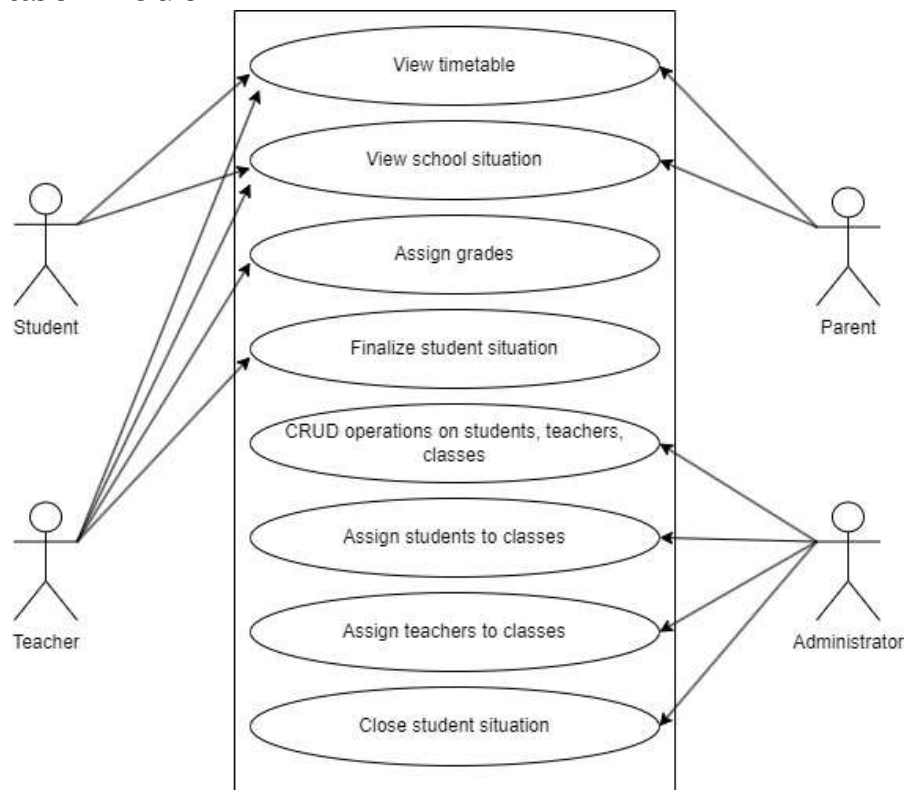 View timetable
View school situation
Assign grades
Student
Parent
Finalize student situation
CRUD operations on students, teachers,
classes
Assign students to classes
Teacher
Assign teachers to classes
Administrator
Close student situation